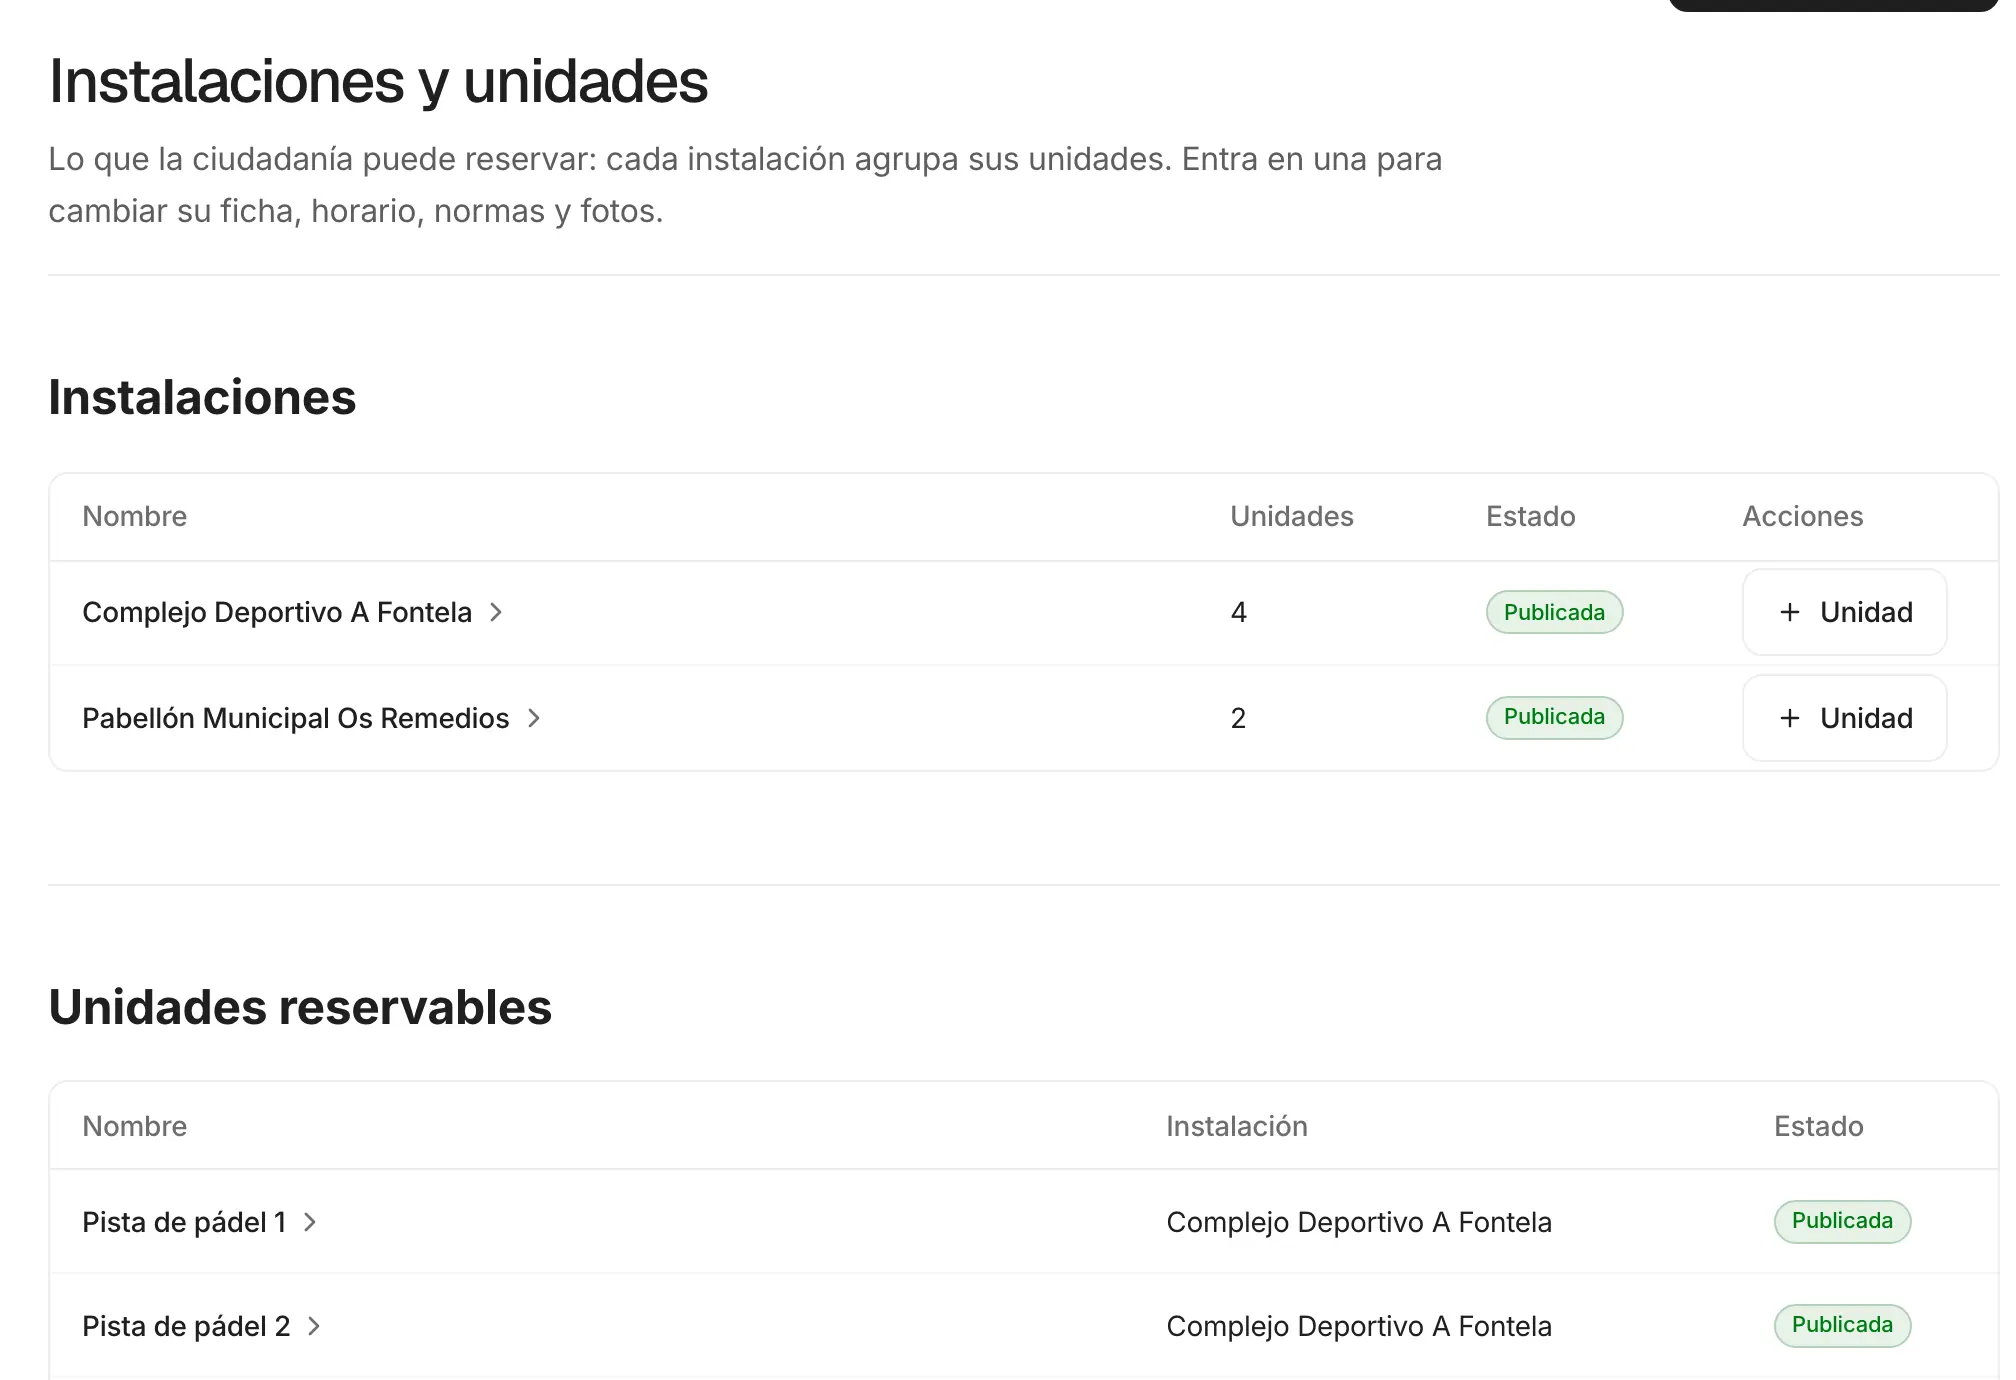 Instalaciones y unidades
Lo que la ciudadanía puede reservar: cada instalación agrupa sus unidades. Entra en una para
cambiar su ficha, horario, normas y fotos.
Instalaciones
Nombre Unidades Estado Acciones
Complejo Deportivo A Fontela 4 Publicada + Unidad
Pabellón Municipal Os Remedios 2 Publicada + Unidad
Unidades reservables
Nombre Instalación Estado
Pista de pádel 1 Complejo Deportivo A Fontela Publicada
Pista de pádel 2 Complejo Deportivo A Fontela Publicada